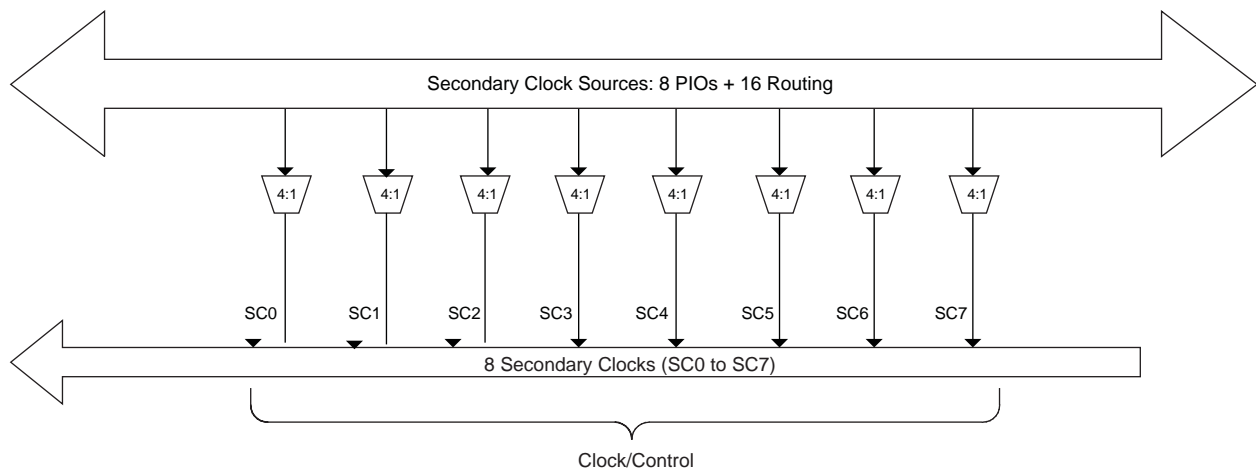 Secondary Clock Sources: 8 PIOs + 16 Routing
4:1 4:1 4:1 4:1 4:1 4:1 4:1 4:1
SC0 SC1 SC2 SC3 SC4 SC5 SC6 SC7
8 Secondary Clocks (SC0 to SC7)
Clock/Control